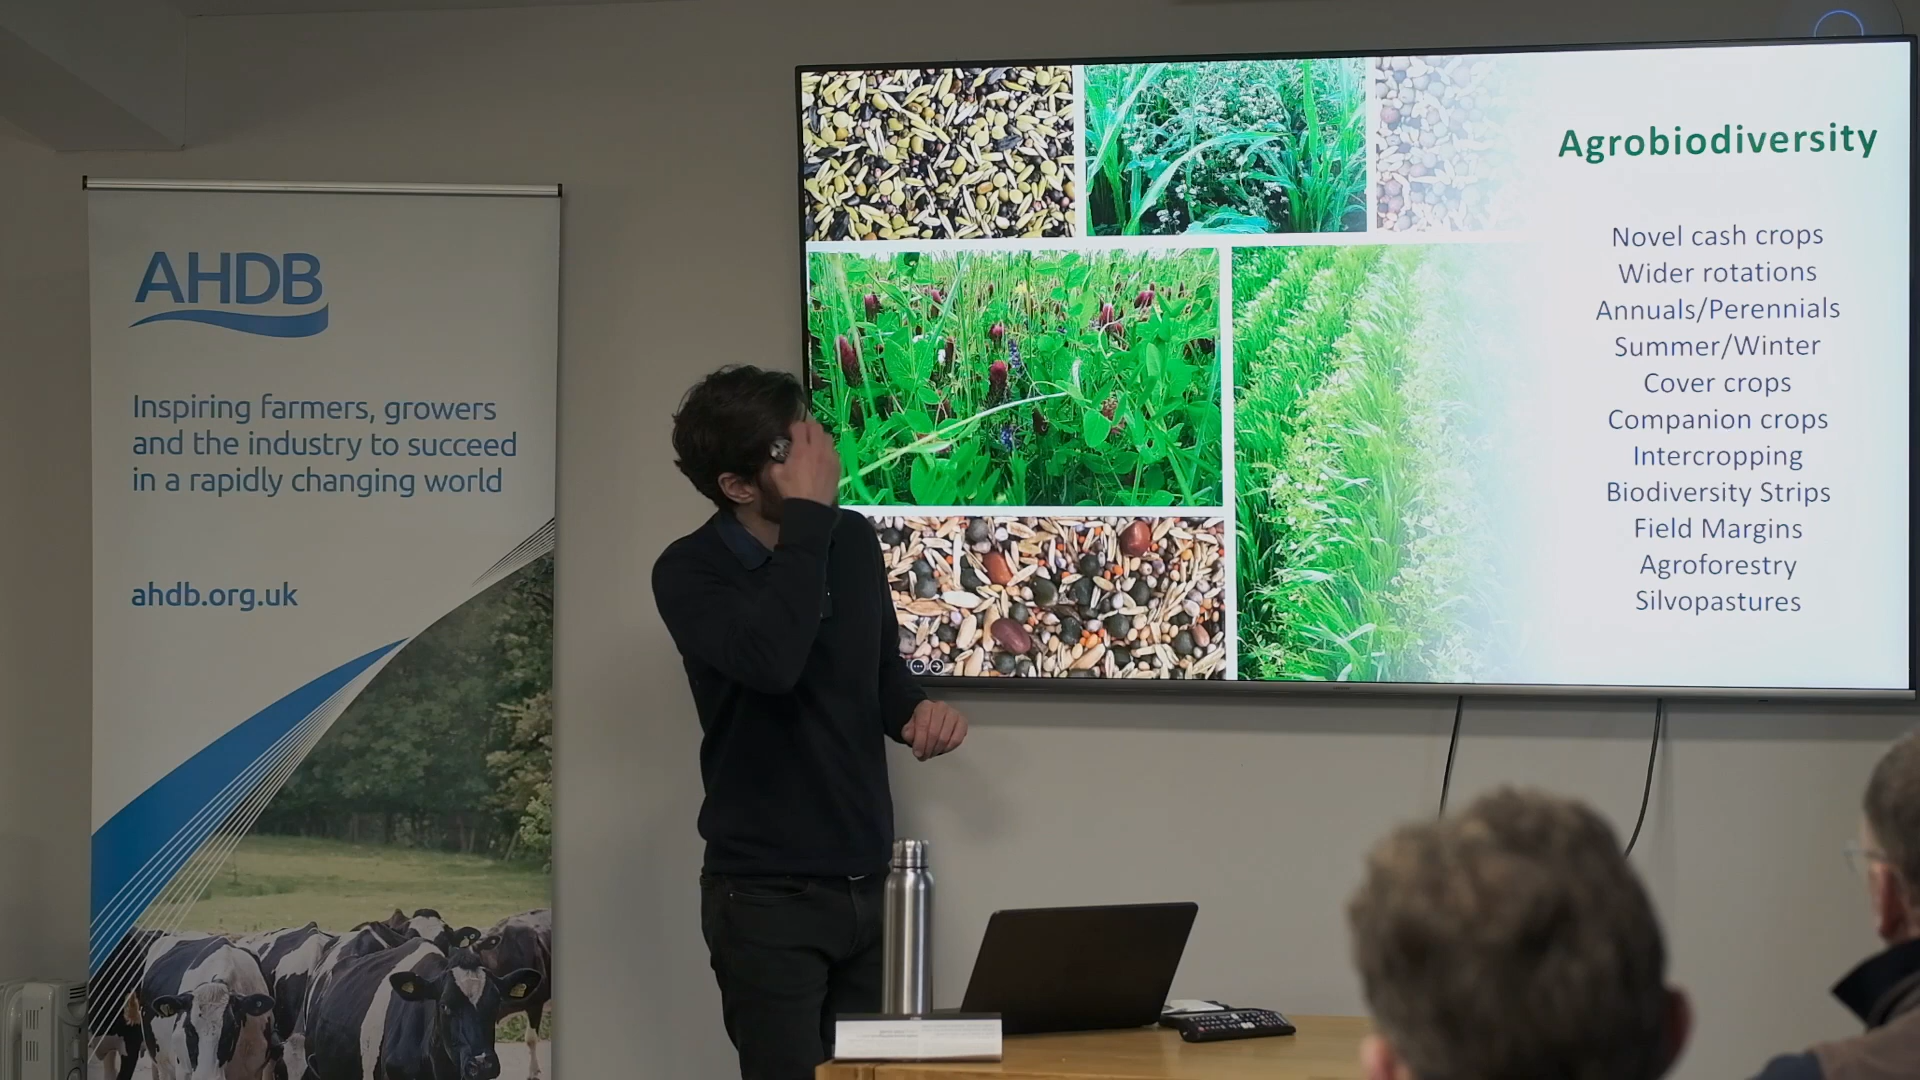 AHDB
Inspiring farmers, growers
and the industry to succeed
in a rapidly changing world
ahdb.org.uk
Agrobiodiversity
Novel cash crops
Wider rotations
Annuals/Perennials
Summer/Winter
Cover crops
Companion crops
Intercropping
Biodiversity Strips
Field Margins
Agroforestry
Silvopastures